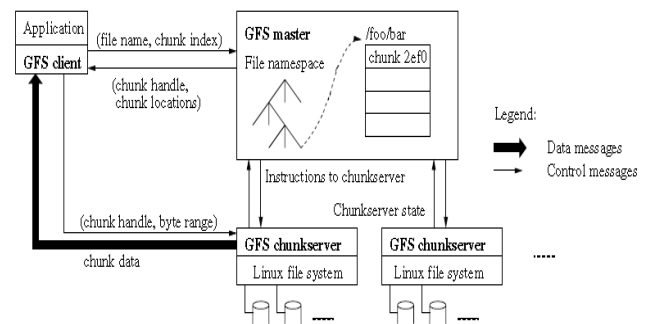 Application
GFS client
(file name, chunk index)
(chunk handle,
chunk locations)
GFS master
File namespace
/foo/bar
chunk 2ef0
Legend:
Data messages
Control messages
Instructions to chunkserver
Chunkserver state
(chunk handle, byte range)
chunk data
GFS chunkserver
Linux file system
GFS chunkserver
Linux file system